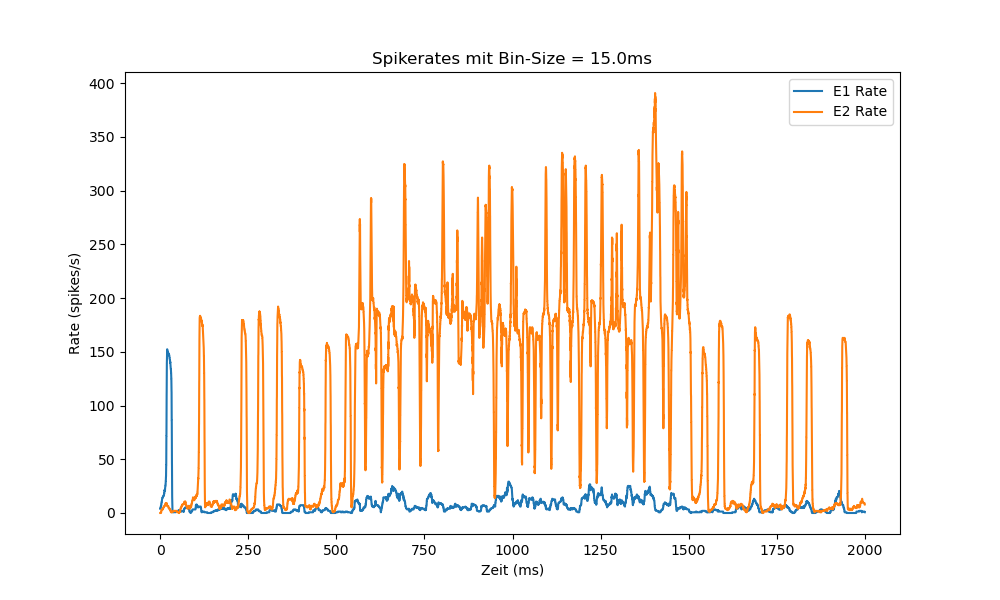 Spikerates mit Bin-Size = 15.0ms
E1 Rate
E2 Rate
400
350
300
250
200
150
100
50
0
Rate (spikes/s)
0 250 500 750 1000 1250 1500 1750 2000
Zeit (ms)